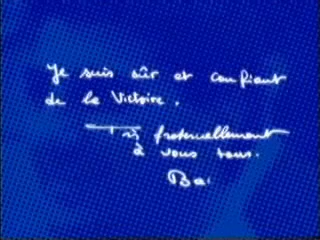 Je suis sûr et confiant
de la Victoire.
Très fraternellement
à vous tous.